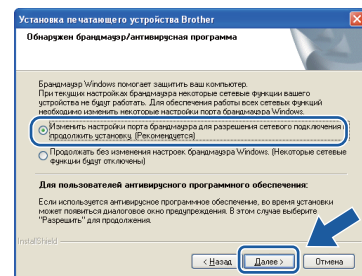 Установка печатающего устройства Brother
Обнаружен брандмауэр/антивирусная программа
Брандмауэр Windows помогает защитить ваш компьютер.
При текущих настройках брандмауэра некоторые сетевые функции вашего
устройства не будут работать. Для обеспечения работы всех сетевых функций
необходимо изменить некоторые настройки порта брандмауэра Windows.
Изменить настройки порта брандмауэра для разрешения сетевого подключения и
продолжить установку. (Рекомендуется)
Продолжать без изменения настроек брандмауэра Windows. (Некоторые сетевые
функции будут отключены)
Для пользователей антивирусного программного обеспечения:
Если используется антивирусное программное обеспечение, во время установки
может появиться диалоговое окно предупреждения. В этом случае выберите
"Разрешить" для продолжения.
InstallShield
< Назад Далее > Отмена